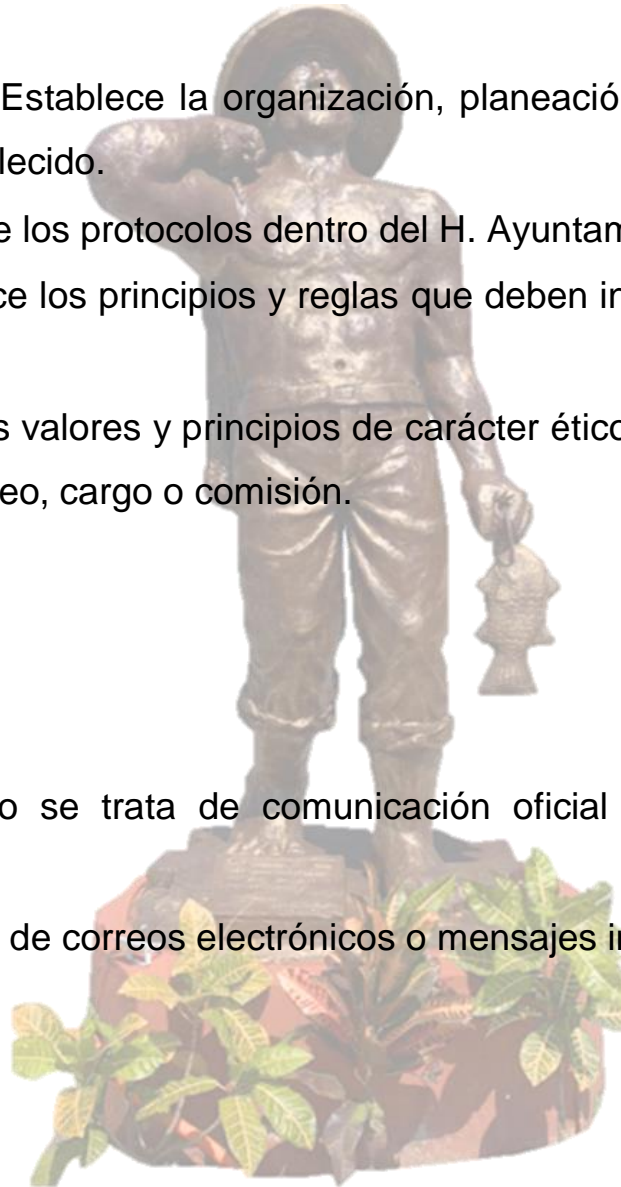 Establece la organización, planeació
lecido.
e los protocolos dentro del H. Ayuntam
ce los principios y reglas que deben in
s valores y principios de carácter ético
eo, cargo o comisión.
o se trata de comunicación oficial
de correos electrónicos o mensajes in